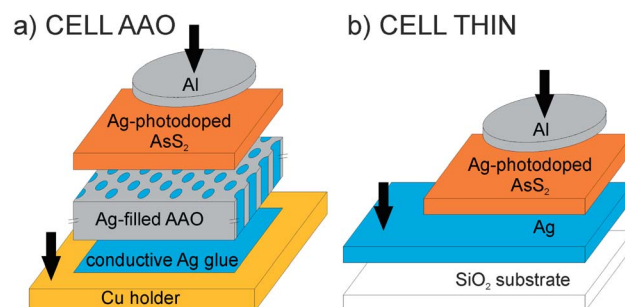 a) CELL AAO
Al
Ag-photodoped
AsS₂
Ag-filled AAO
conductive Ag glue
Cu holder
b) CELL THIN
Al
Ag-photodoped
AsS₂
Ag
SiO₂ substrate